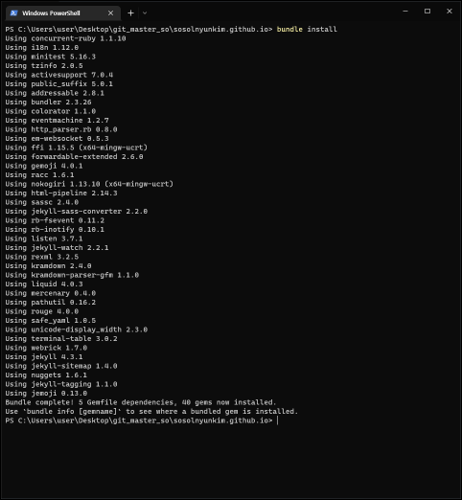 Windows PowerShell
PS C:\Users\user\Desktop\git_master_so\sosolnyunkim.github.io> bundle install
Using concurrent-ruby 1.1.10
Using i18n 1.12.0
Using minitest 5.16.3
Using tzinfo 2.0.5
Using activesupport 7.0.4
Using public_suffix 5.0.1
Using addressable 2.8.1
Using bundler 2.3.26
Using colorator 1.1.0
Using eventmachine 1.2.7
Using http_parser.rb 0.8.0
Using em-websocket 0.5.3
Using ffi 1.15.5 (x64-mingw-ucrt)
Using forwardable-extended 2.6.0
Using gemoji 4.0.1
Using racc 1.6.1
Using nokogiri 1.13.10 (x64-mingw-ucrt)
Using html-pipeline 2.14.3
Using sassc 2.4.0
Using jekyll-sass-converter 2.2.0
Using rb-fsevent 0.11.2
Using rb-inotify 0.10.1
Using listen 3.7.1
Using jekyll-watch 2.2.1
Using rexml 3.2.5
Using kramdown 2.4.0
Using kramdown-parser-gfm 1.1.0
Using liquid 4.0.3
Using mercenary 0.4.0
Using pathutil 0.16.2
Using rouge 4.0.0
Using safe_yaml 1.0.5
Using unicode-display_width 2.3.0
Using terminal-table 3.0.2
Using webrick 1.7.0
Using jekyll 4.3.1
Using jekyll-sitemap 1.4.0
Using nuggets 1.6.1
Using jekyll-tagging 1.1.0
Using jemoji 0.13.0
Bundle complete! 5 Gemfile dependencies, 40 gems now installed.
Use `bundle info [gemname]` to see where a bundled gem is installed.
PS C:\Users\user\Desktop\git_master_so\sosolnyunkim.github.io>